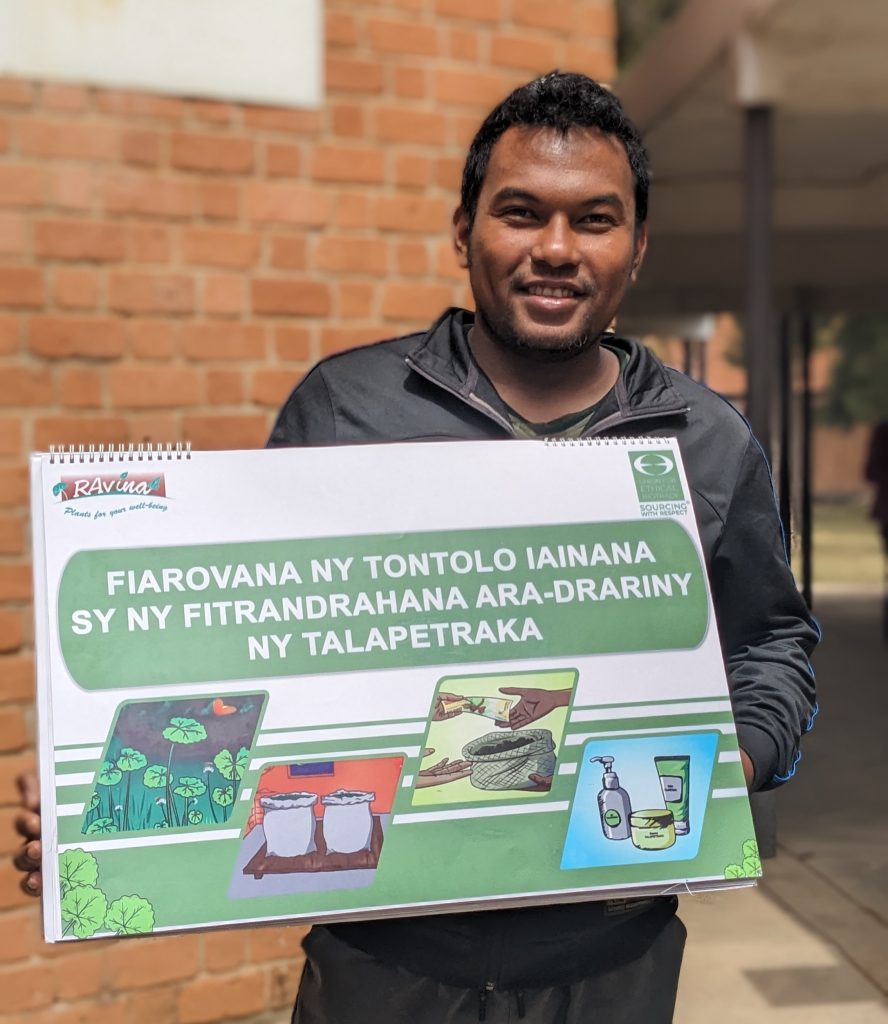 RAvina
Plants for your well-being
UNION FOR
ETHICAL
BIOTRADE
SOURCING
WITH RESPECT
FIAROVANA NY TONTOLO IAINANA
SY NY FITRANDRAHANA ARA-DRARINY
NY TALAPETRAKA